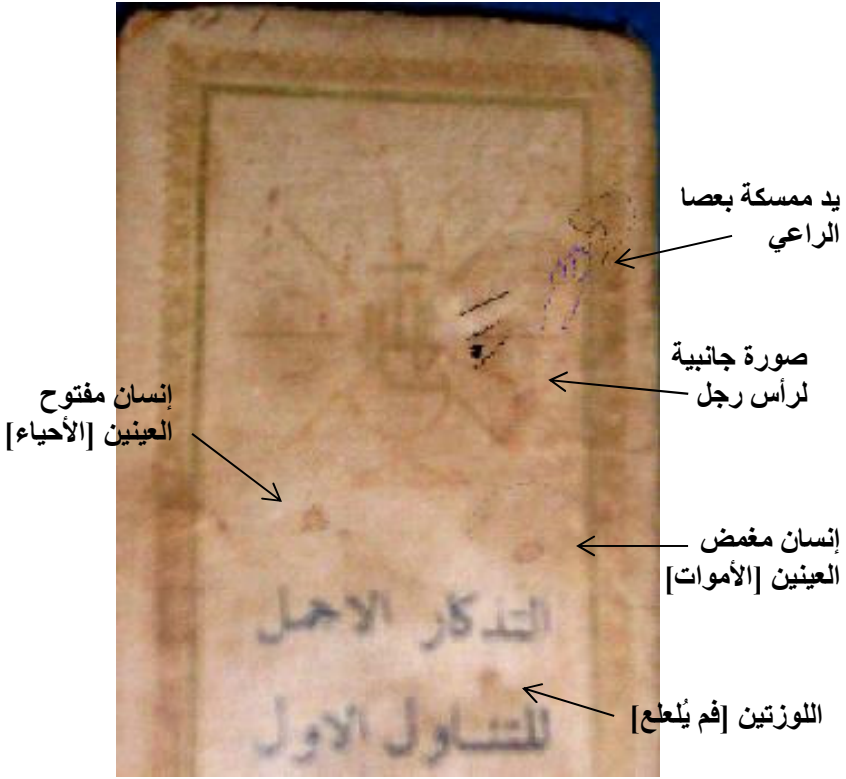 يد ممسكة بعصا
الراعي
صورة جانبية
لرأس رجل
إنسان مفتوح
العينين [الأحياء]
إنسان مغمض
العينين [الأموات]
التذكار الاجمل
اللوزتين [فم يُلعلع]
للتناول الاول